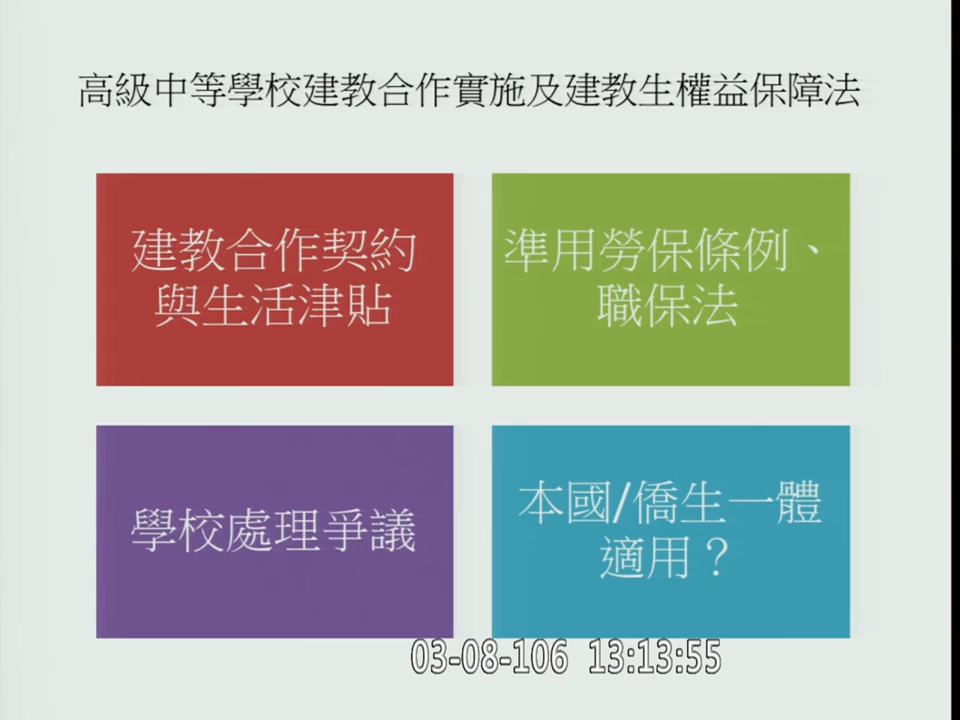 高級中等學校建教合作實施及建教生權益保障法
建教合作契約
與生活津貼
準用勞保條例、
職保法
學校處理爭議
本國/僑生一體
適用？
03-08-106 13:13:55